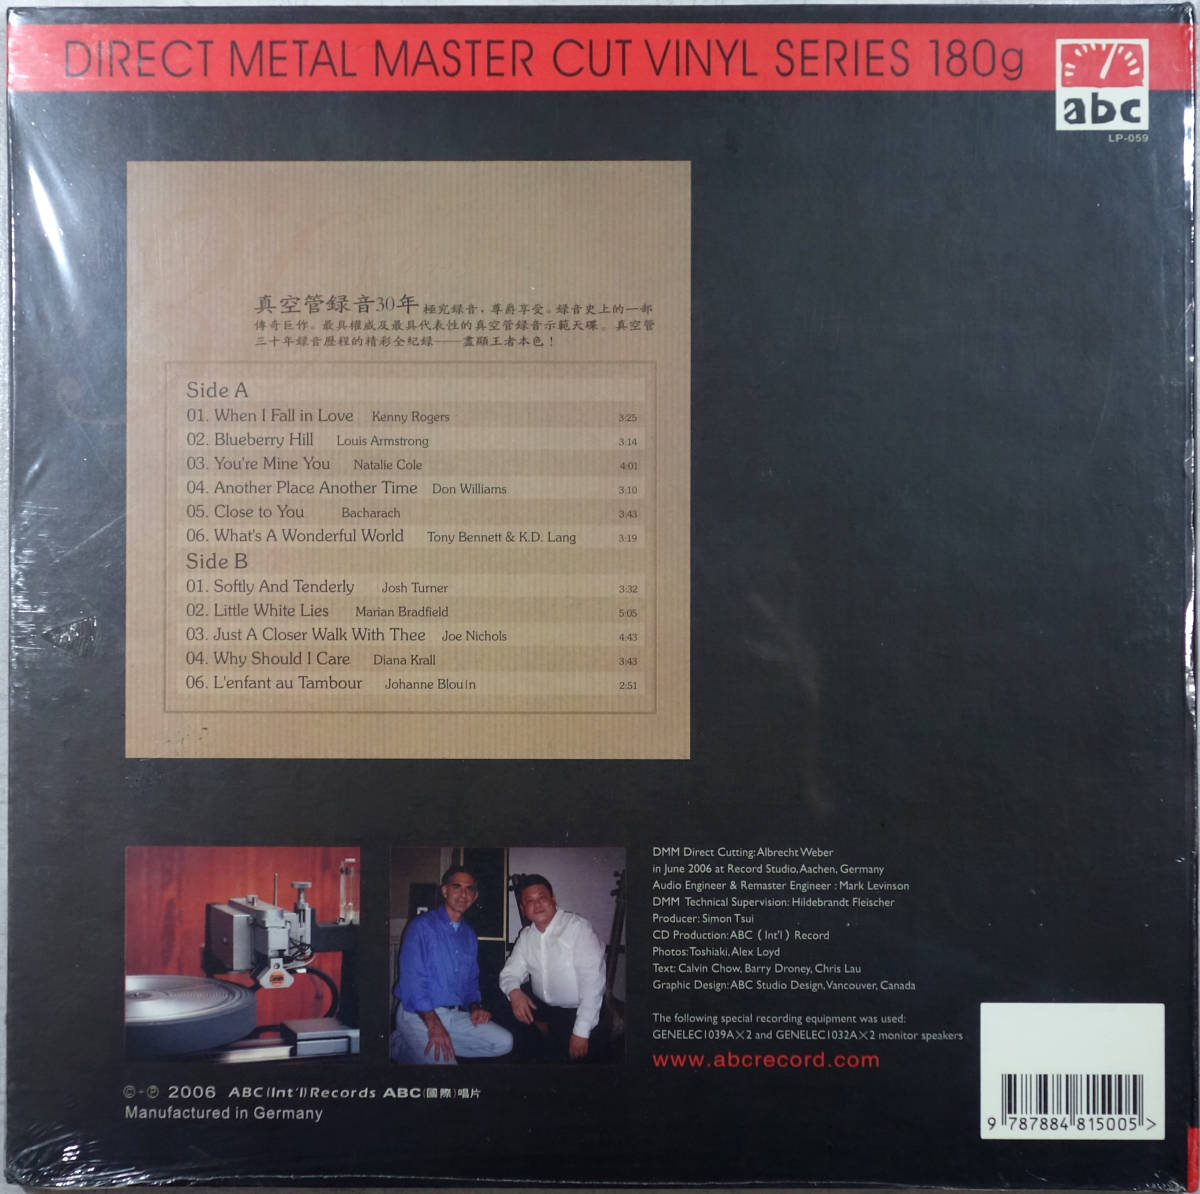 DIRECT METAL MASTER CUT VINYL SERIES 180g
abc
LP-059
真空管録音30年 極究録音，尊爵享受。録音史上的一部
傳奇巨作。最具權威及最具代表性的真空管録音示範天碟。真空管
三十年録音歷程的精彩全紀録——盡顯王者本色！
Side A
01. When I Fall in Love Kenny Rogers 3:25
02. Blueberry Hill Louis Armstrong 3:14
03. You're Mine You Natalie Cole 4:01
04. Another Place Another Time Don Williams 3:10
05. Close to You Bacharach 3:43
06. What's A Wonderful World Tony Bennett & K.D. Lang 3:19
Side B
01. Softly And Tenderly Josh Turner 3:32
02. Little White Lies Marian Bradfield 5:05
03. Just A Closer Walk With Thee Joe Nichols 4:43
04. Why Should I Care Diana Krall 3:43
06. L'enfant au Tambour Johanne Blouin 2:51
DMM Direct Cutting: Albrecht Weber
in June 2006 at Record Studio, Aachen, Germany
Audio Engineer & Remaster Engineer : Mark Levinson
DMM Technical Supervision: Hildebrandt Fleischer
Producer: Simon Tsui
CD Production: ABC ( Int'l ) Record
Photos: Toshiaki, Alex Loyd
Text: Calvin Chow, Barry Droney, Chris Lau
Graphic Design: ABC Studio Design, Vancouver, Canada
The following special recording equipment was used:
GENELEC1039A×2 and GENELEC1032A×2 monitor speakers
www.abcrecord.com
©+℗ 2006 ABC(Int'l)Records ABC(國際)唱片
Manufactured in Germany
9 787884 815005 >